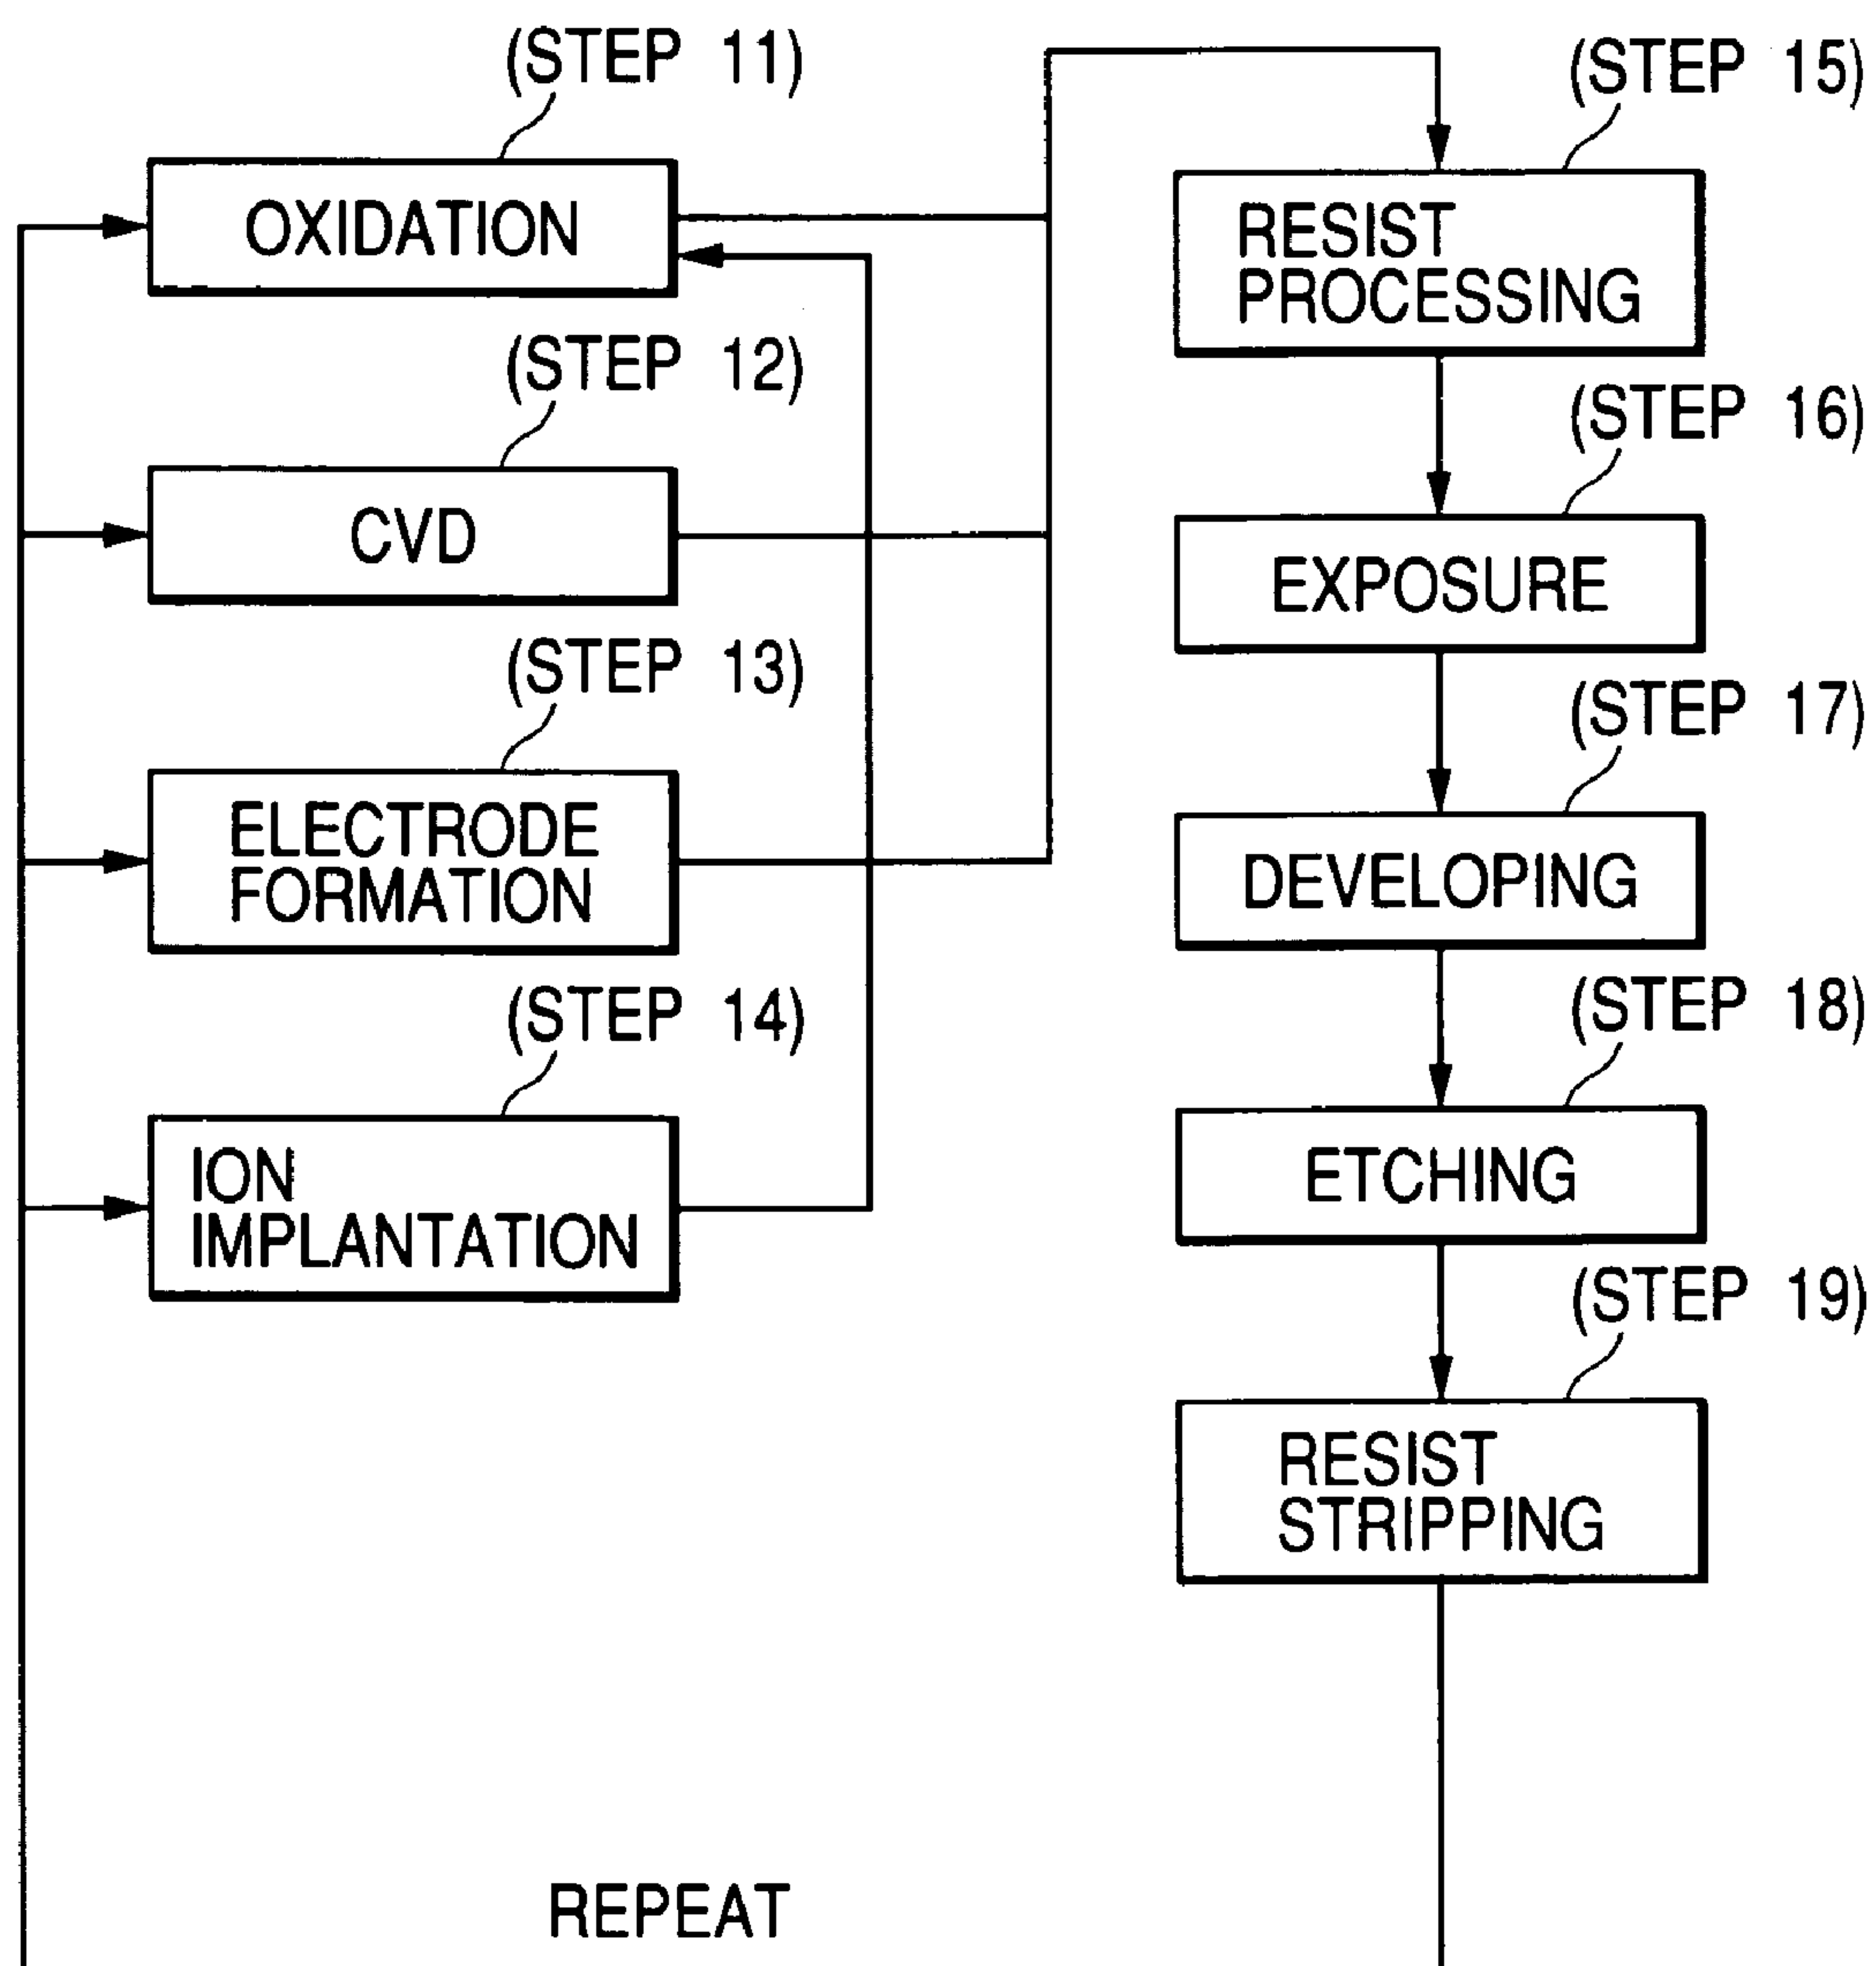 (STEP 11)
OXIDATION
(STEP 12)
CVD
(STEP 13)
ELECTRODE
FORMATION
(STEP 14)
ION
IMPLANTATION
(STEP 15)
RESIST
PROCESSING
(STEP 16)
EXPOSURE
(STEP 17)
DEVELOPING
(STEP 18)
ETCHING
(STEP 19)
RESIST
STRIPPING
REPEAT